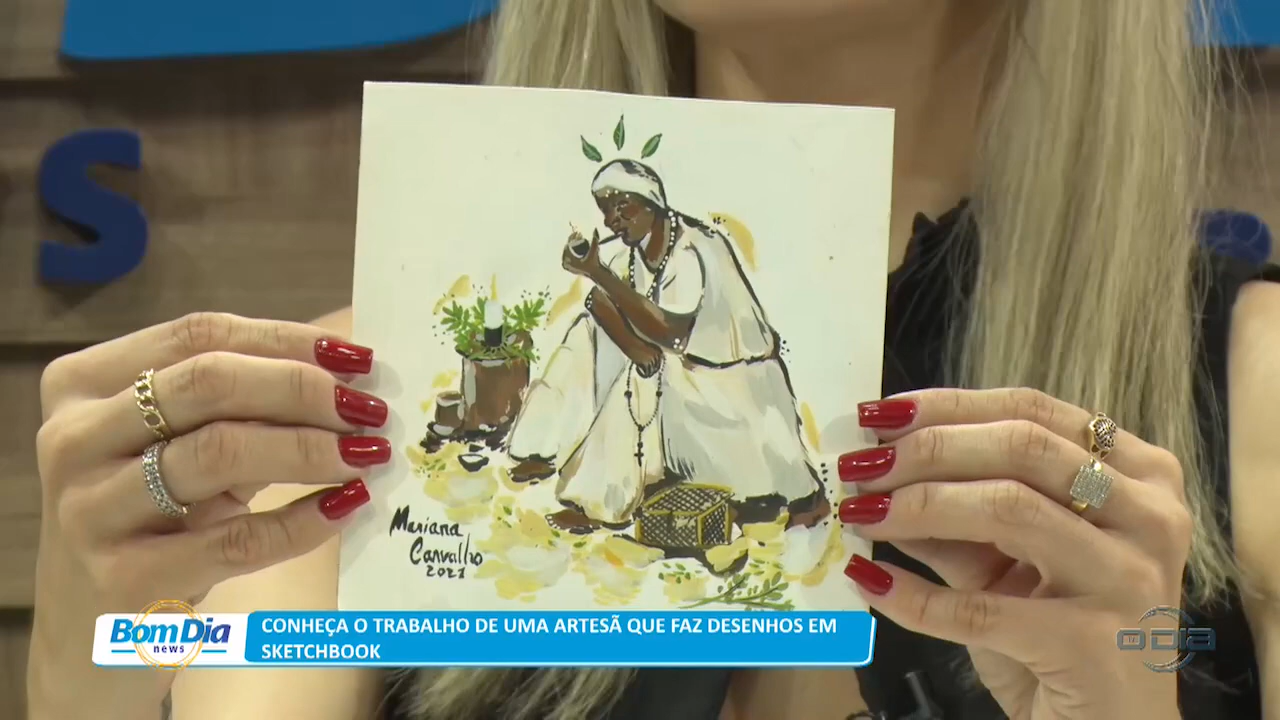 S
Mariana
Carvalho
2021
BomDia
news
CONHEÇA O TRABALHO DE UMA ARTESÃ QUE FAZ DESENHOS EM
SKETCHBOOK
O DIA